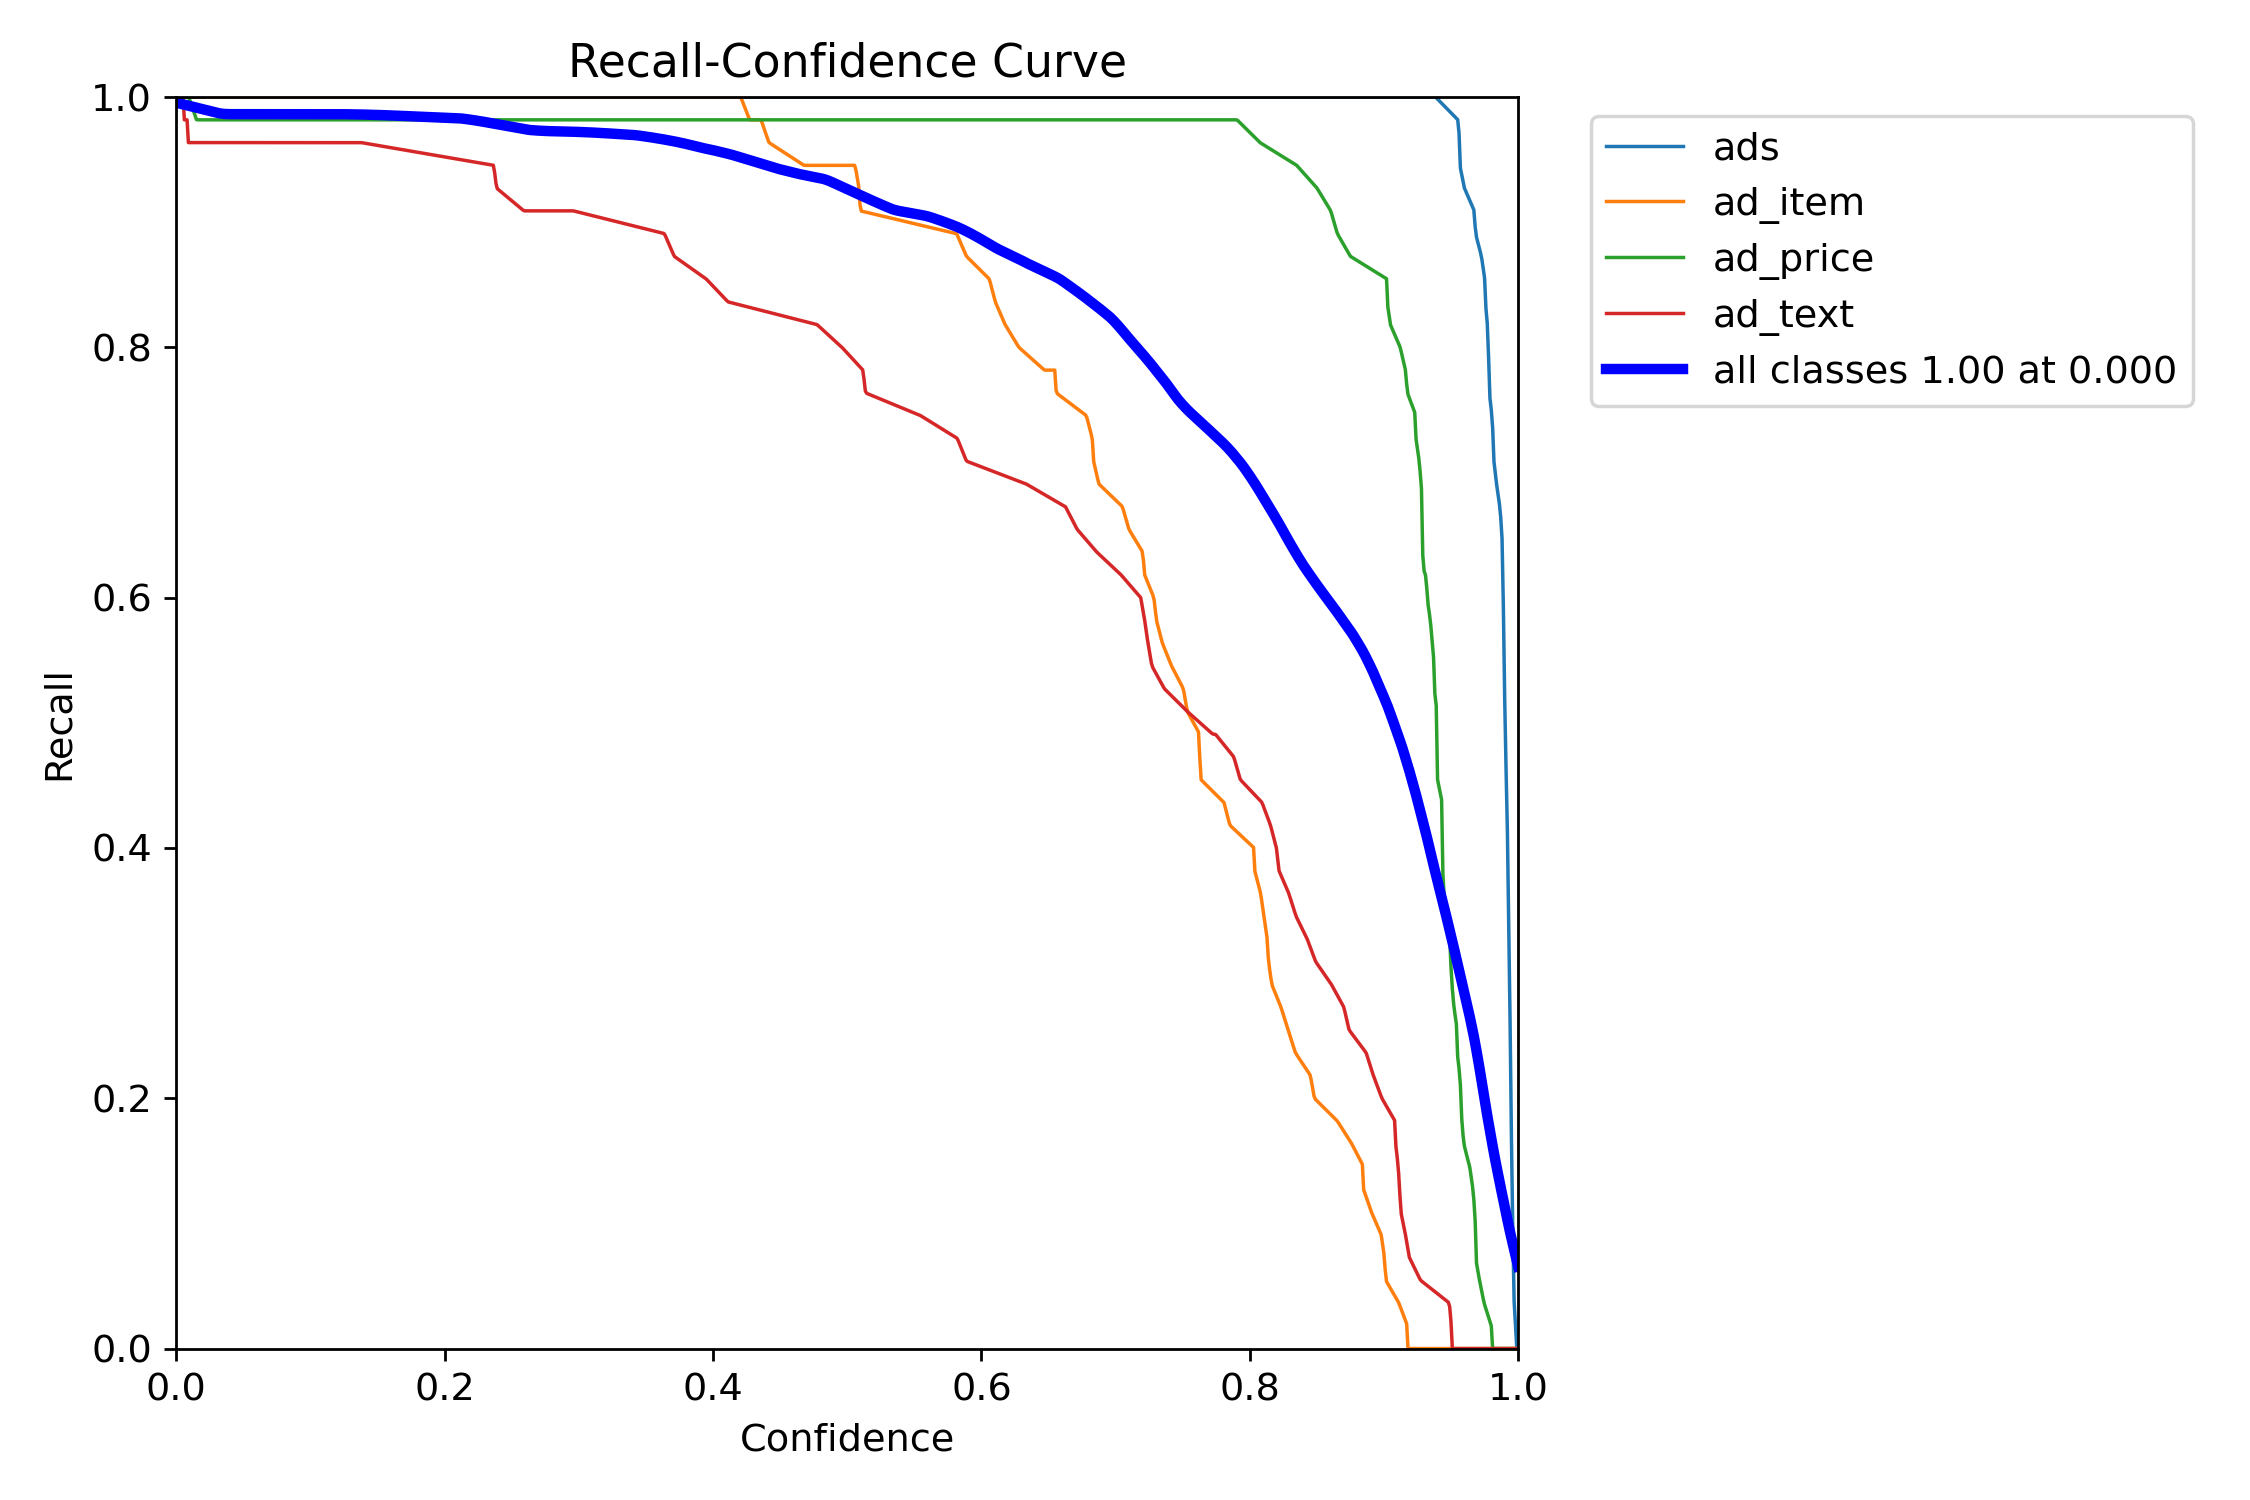 Recall-Confidence Curve
1.0
0.8
0.6
0.4
0.2
0.0
Recall
0.0 0.2 0.4 0.6 0.8 1.0
Confidence
ads
ad_item
ad_price
ad_text
all classes 1.00 at 0.000